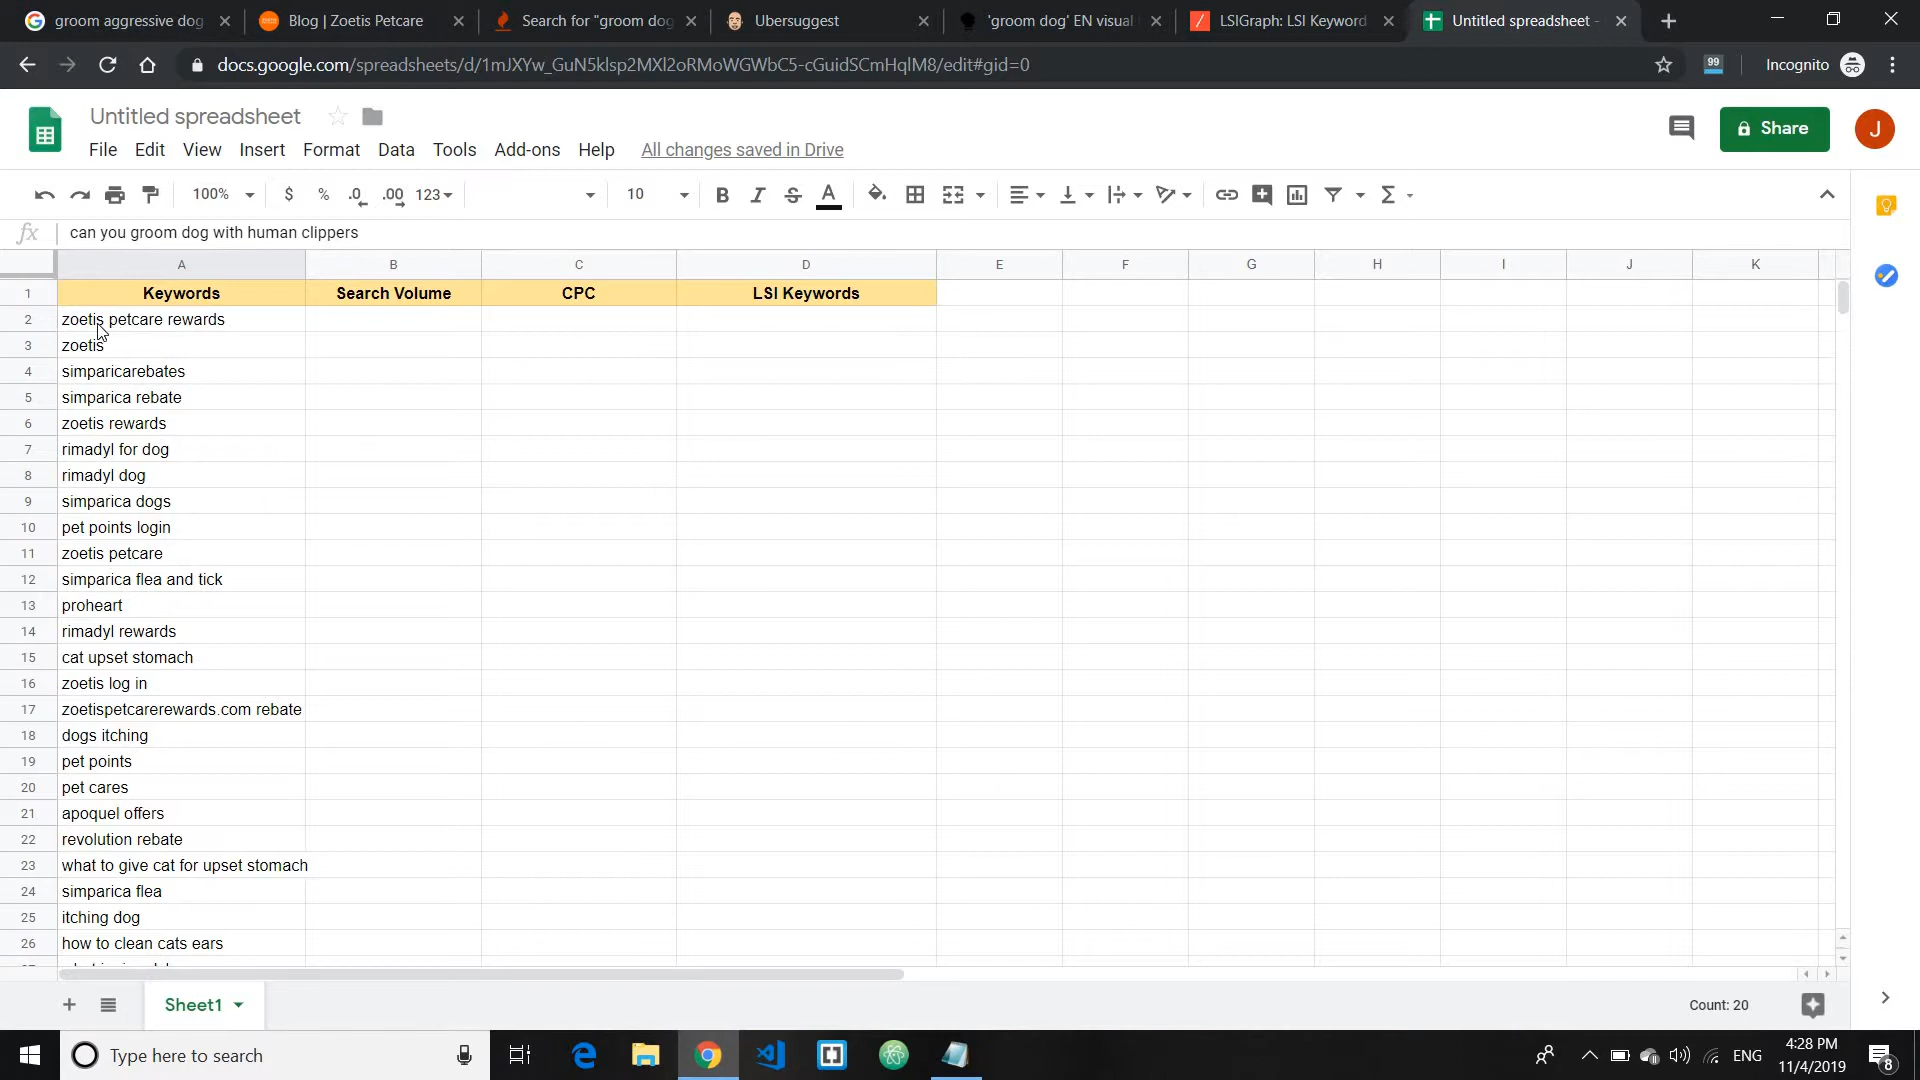 groom aggressive dog
Blog | Zoetis Petcare
Search for "groom dog
Ubersuggest
'groom dog' EN visual
LSIGraph: LSI Keyword
Untitled spreadsheet -
docs.google.com/spreadsheets/d/1mJXYw_GuN5klsp2MXl2oRMoWGWbC5-cGuidSCmHqlM8/edit#gid=0
99
Incognito
Untitled spreadsheet
File Edit View Insert Format Data Tools Add-ons Help All changes saved in Drive
Share
J
100% $ % .0 .00 123 10 B I S A
fx can you groom dog with human clippers
A B C D E F G H I J K
1 Keywords Search Volume CPC LSI Keywords
2 zoetis petcare rewards
3 zoetis
4 simparicarebates
5 simparica rebate
6 zoetis rewards
7 rimadyl for dog
8 rimadyl dog
9 simparica dogs
10 pet points login
11 zoetis petcare
12 simparica flea and tick
13 proheart
14 rimadyl rewards
15 cat upset stomach
16 zoetis log in
17 zoetispetcarerewards.com rebate
18 dogs itching
19 pet points
20 pet cares
21 apoquel offers
22 revolution rebate
23 what to give cat for upset stomach
24 simparica flea
25 itching dog
26 how to clean cats ears
Sheet1
Count: 20
Type here to search
ENG
4:28 PM
11/4/2019
8